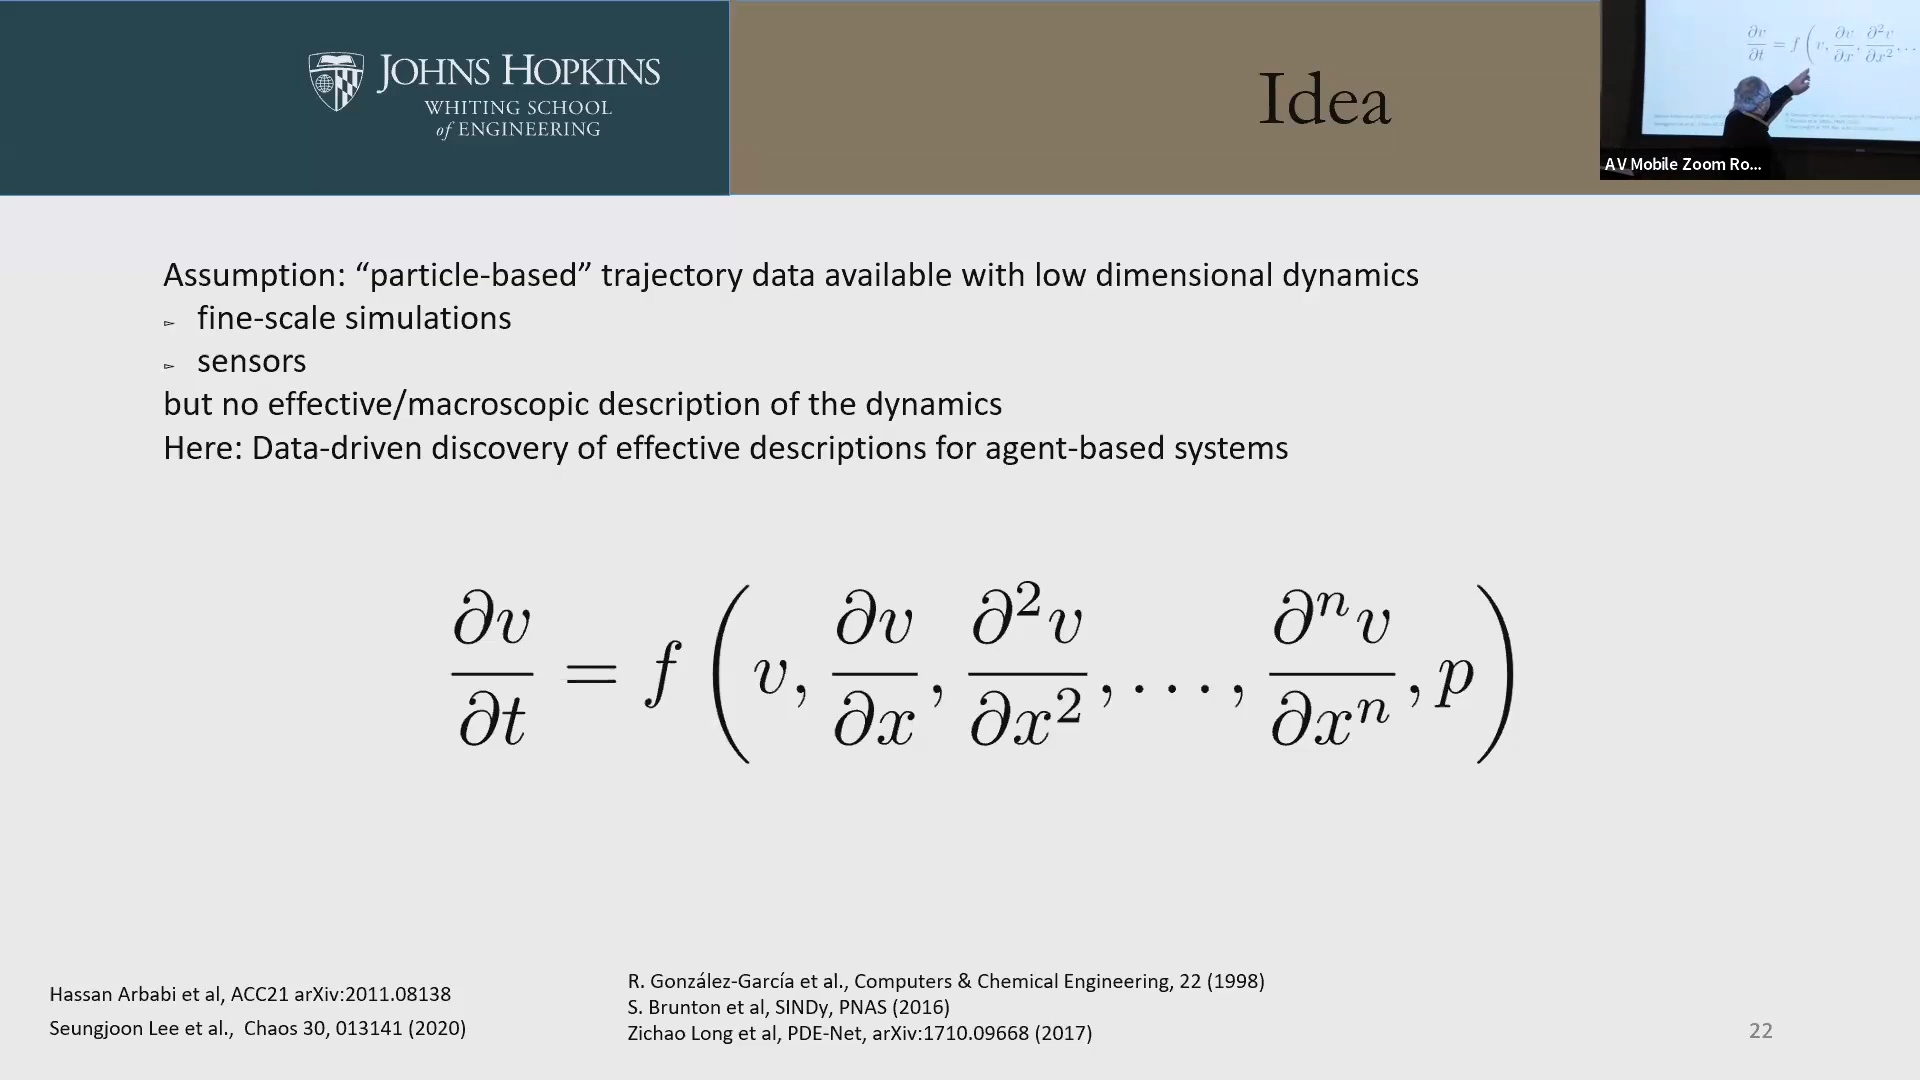 JOHNS HOPKINS
WHITING SCHOOL
of ENGINEERING
Idea
∂v/∂t = f(v, ∂v/∂x, ∂²v/∂x², ...
AV Mobile Zoom Ro...
Assumption: “particle-based” trajectory data available with low dimensional dynamics
▻ fine-scale simulations
▻ sensors
but no effective/macroscopic description of the dynamics
Here: Data-driven discovery of effective descriptions for agent-based systems
∂v/∂t = f(v, ∂v/∂x, ∂²v/∂x², . . . , ∂ⁿv/∂xⁿ, p)
Hassan Arbabi et al, ACC21 arXiv:2011.08138
Seungjoon Lee et al., Chaos 30, 013141 (2020)
R. González-García et al., Computers & Chemical Engineering, 22 (1998)
S. Brunton et al, SINDy, PNAS (2016)
Zichao Long et al, PDE-Net, arXiv:1710.09668 (2017)
22